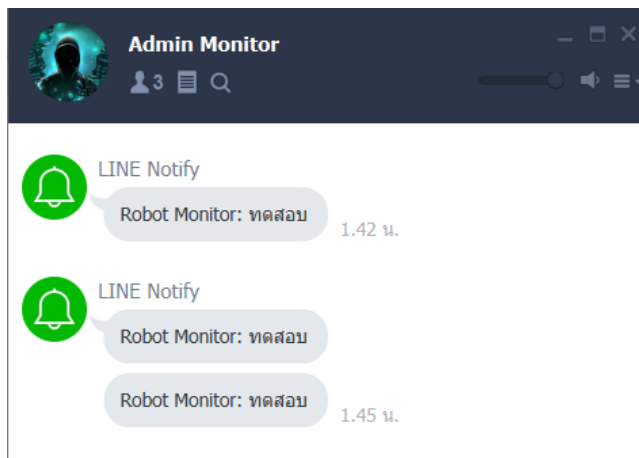 Admin Monitor
3
LINE Notify
Robot Monitor: ทดสอบ
1.42 น.
LINE Notify
Robot Monitor: ทดสอบ
Robot Monitor: ทดสอบ
1.45 น.